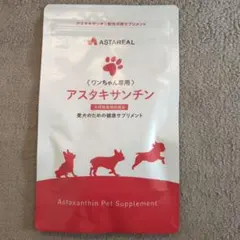 ASTAREAL
(ワンちゃん専用)
アスタキサンチン
愛犬のための健康サプリメント
Astaxanthin Pet Supplement